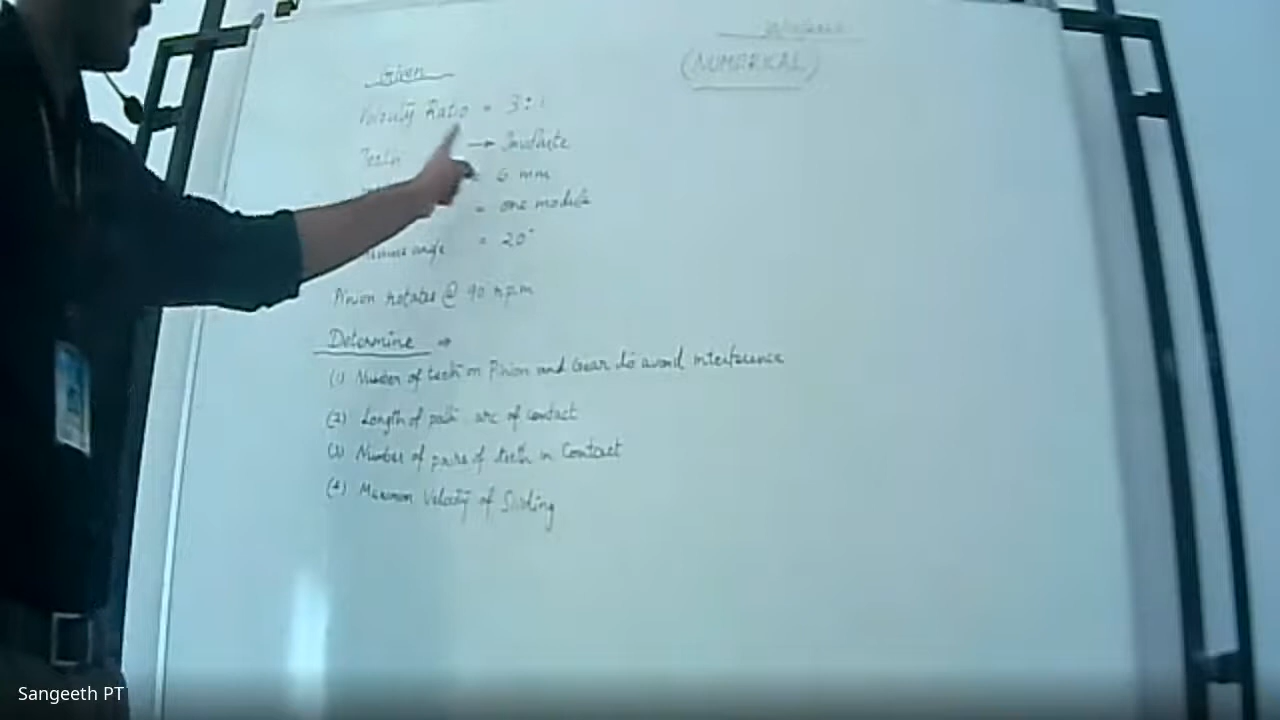 (NUMERICAL)
Given
Velocity Ratio = 3:1
Teeth → Involute
= 6 mm
= one module
angle = 20°
Pinion rotates @ 90 r.p.m
Determine →
(1) Number of teeth on Pinion and Gear to avoid interference
(2) Length of path, arc of contact
(3) Number of pairs of teeth in Contact
(4) Maximum Velocity of Sliding
Sangeeth PT